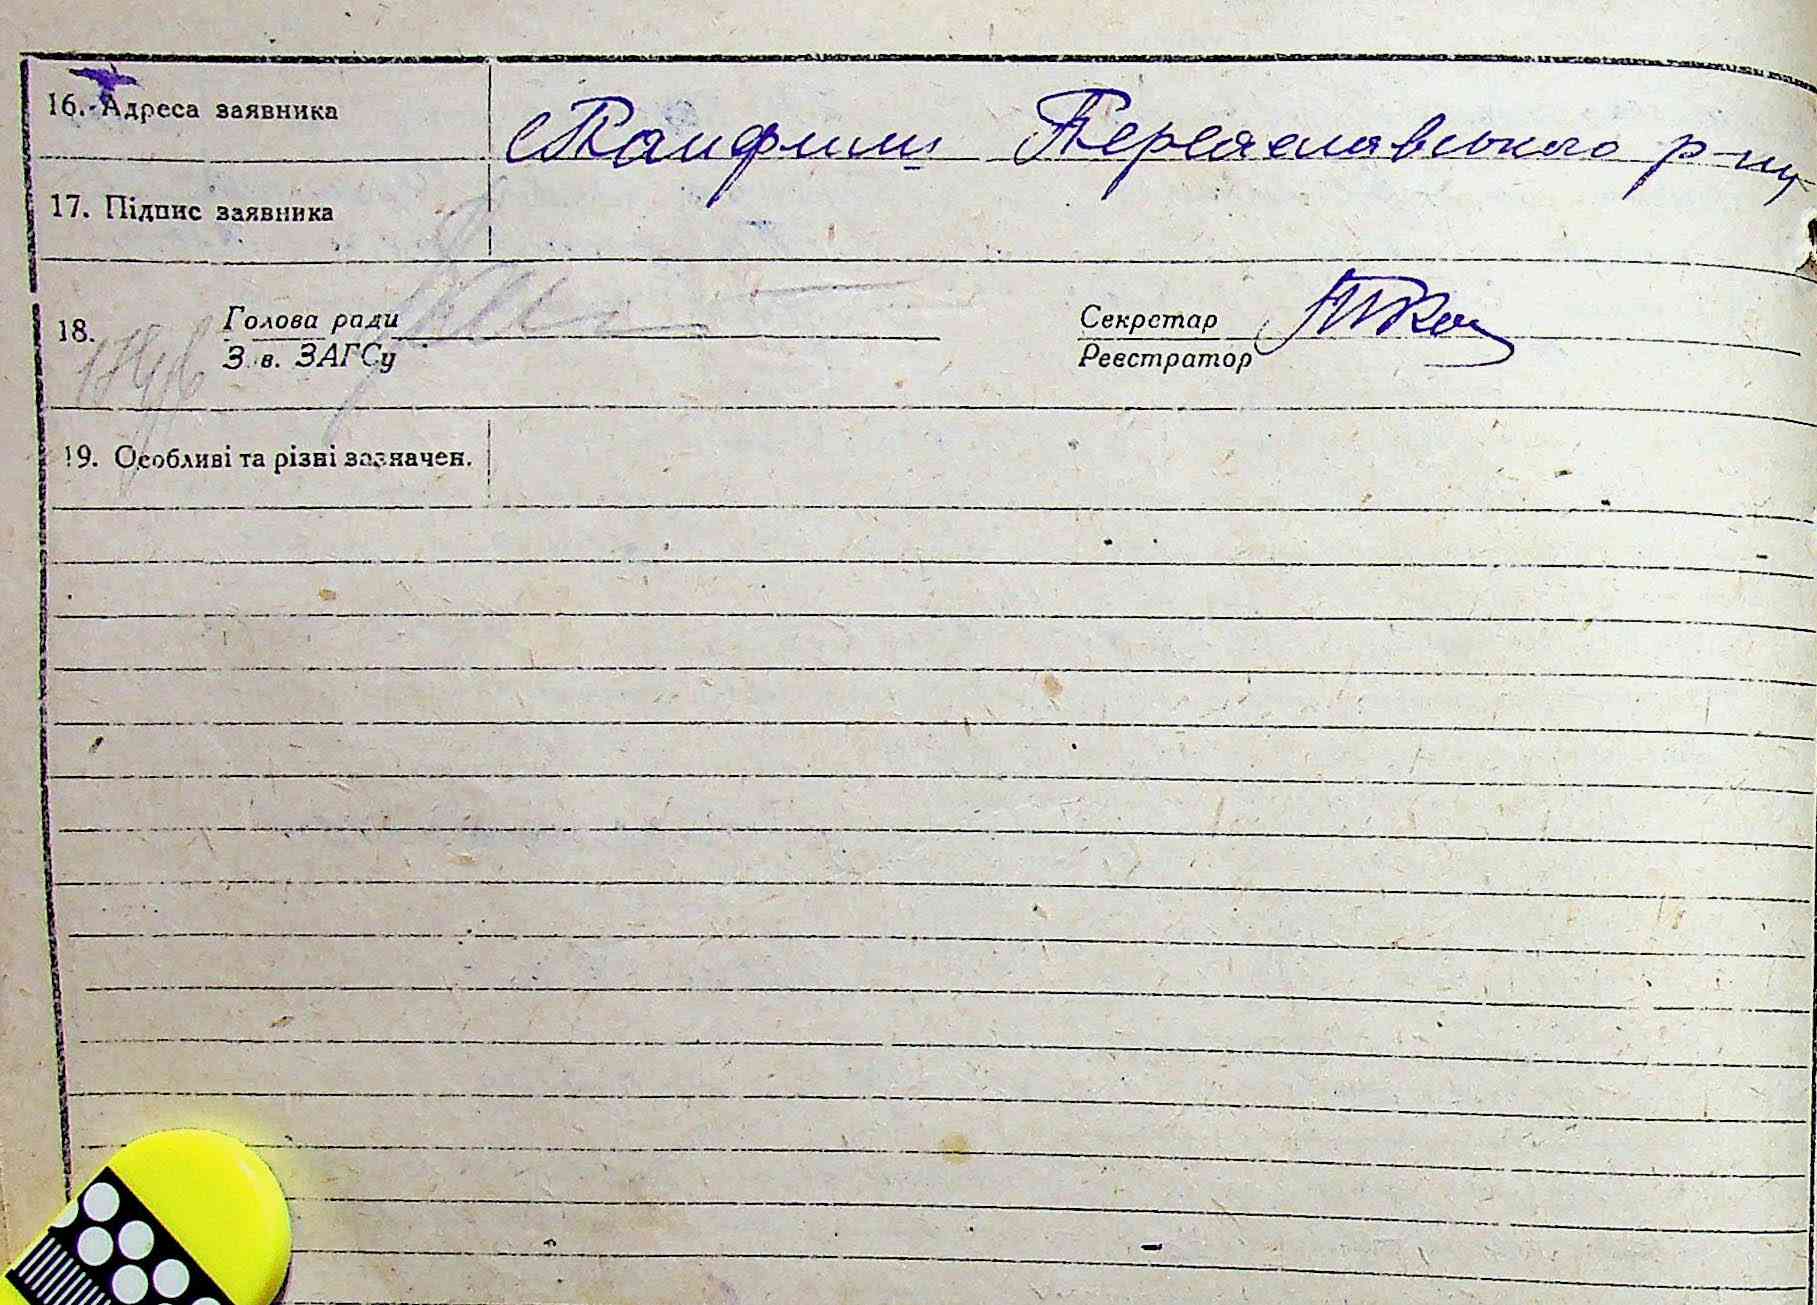 16. Адреса заявника с Панфили Переяславського р-ну
17. Підпис заявника
18. Голова ради Секретар
З в. ЗАГСу Реєстратор
19. Особливі та різні зазначен.